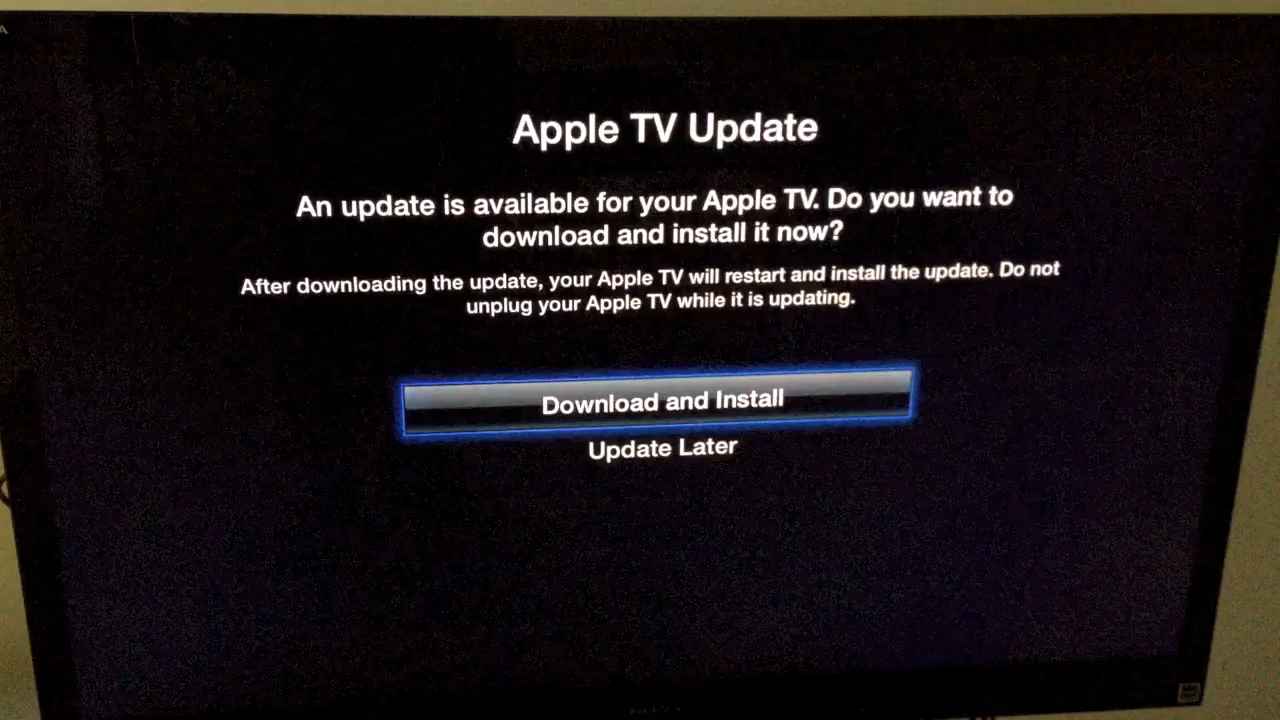 Apple TV Update
An update is available for your Apple TV. Do you want to
download and install it now?
After downloading the update, your Apple TV will restart and install the update. Do not
unplug your Apple TV while it is updating.
Download and Install
Update Later